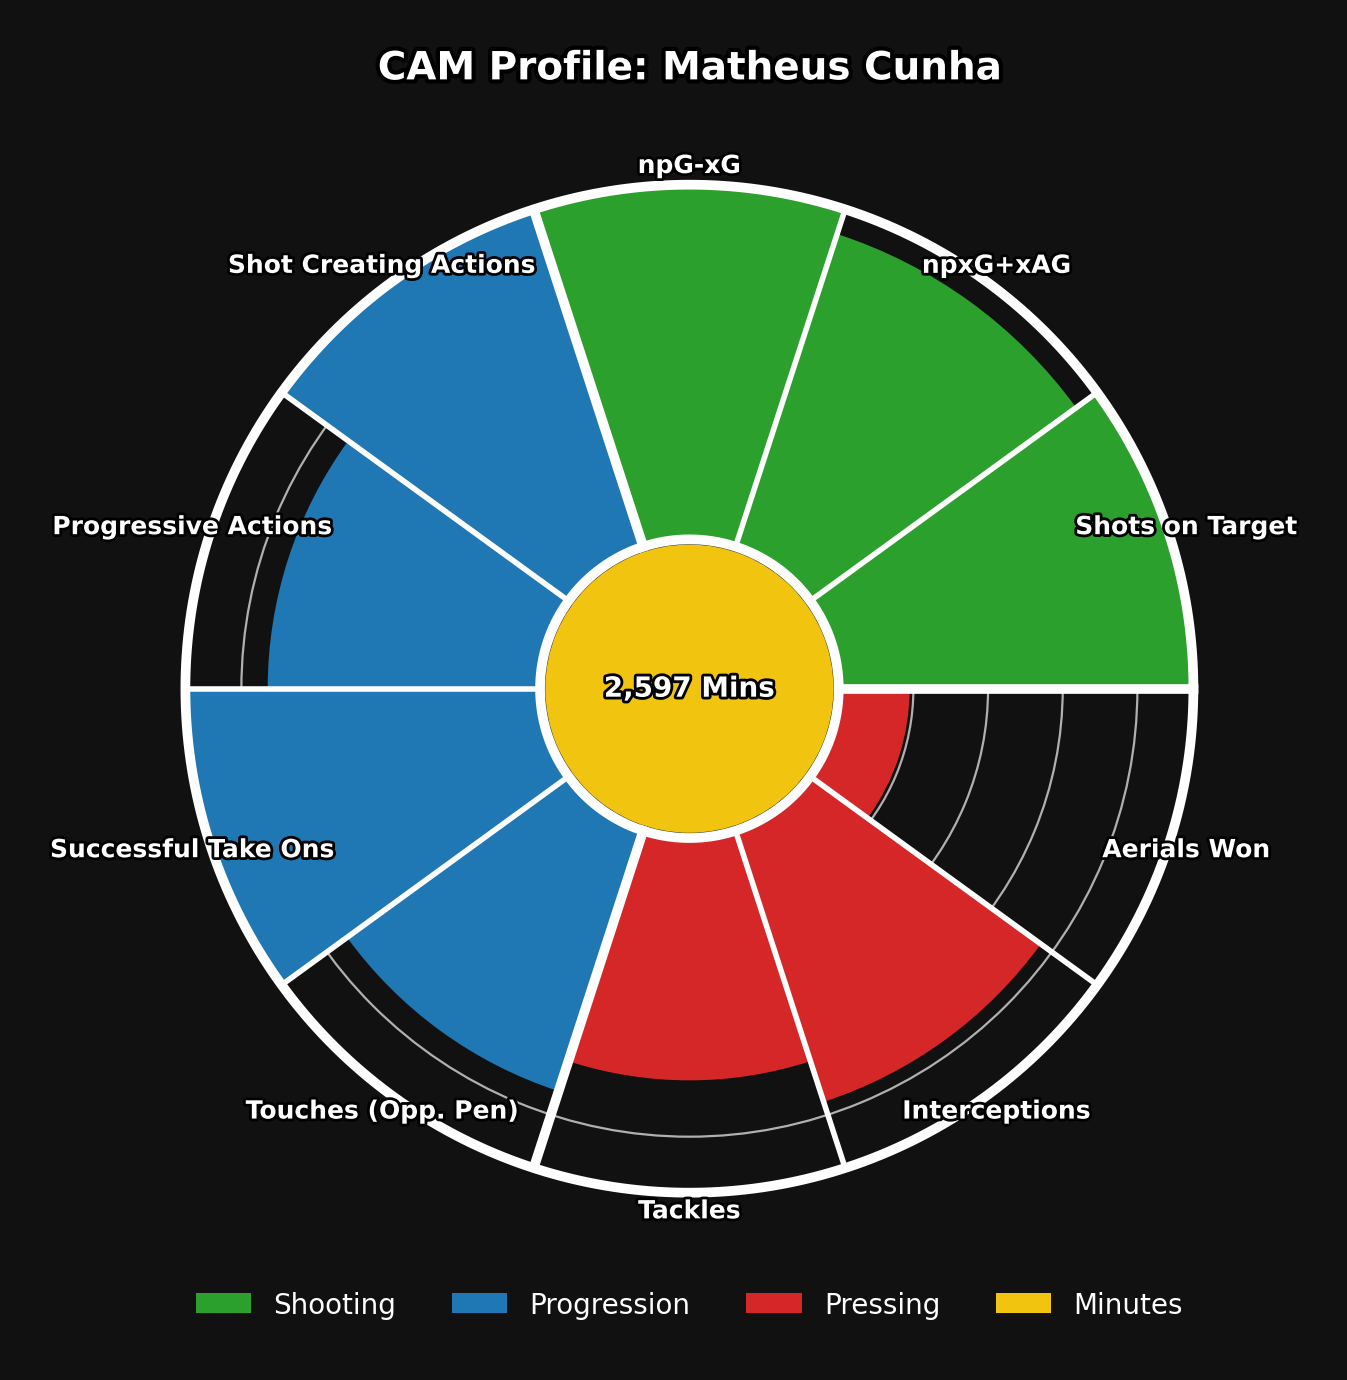 CAM Profile: Matheus Cunha
npG-xG
Shot Creating Actions
npxG+xAG
Progressive Actions
Shots on Target
2,597 Mins
Successful Take Ons
Aerials Won
Touches (Opp. Pen)
Interceptions
Tackles
Shooting
Progression
Pressing
Minutes